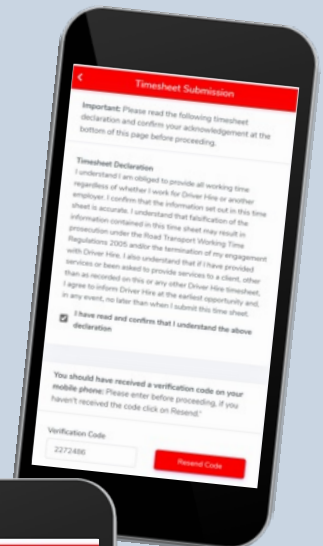 Timesheet Submission
Important: Please read the following timesheet
declaration and confirm your acknowledgement at the
bottom of this page before proceeding.
Timesheet Declaration
I understand I am obliged to provide all working time
regardless of whether I work for Driver Hire or another
employer. I confirm that the information set out in this time
sheet is accurate. I understand that falsification of the
information contained in this time sheet may result in
prosecution under the Road Transport Working Time
Regulations 2005 and/or the termination of my engagement
with Driver Hire. I also understand that if I have provided
services or been asked to provide services to a client, other
than as recorded on this or any other Driver Hire timesheet,
I agree to inform Driver Hire at the earliest opportunity and,
in any event, no later than when I submit this time sheet.
I have read and confirm that I understand the above
declaration
You should have received a verification code on your
mobile phone: Please enter before proceeding, if you
haven't received the code click on Resend."
Verification Code
2272486
Resend Code